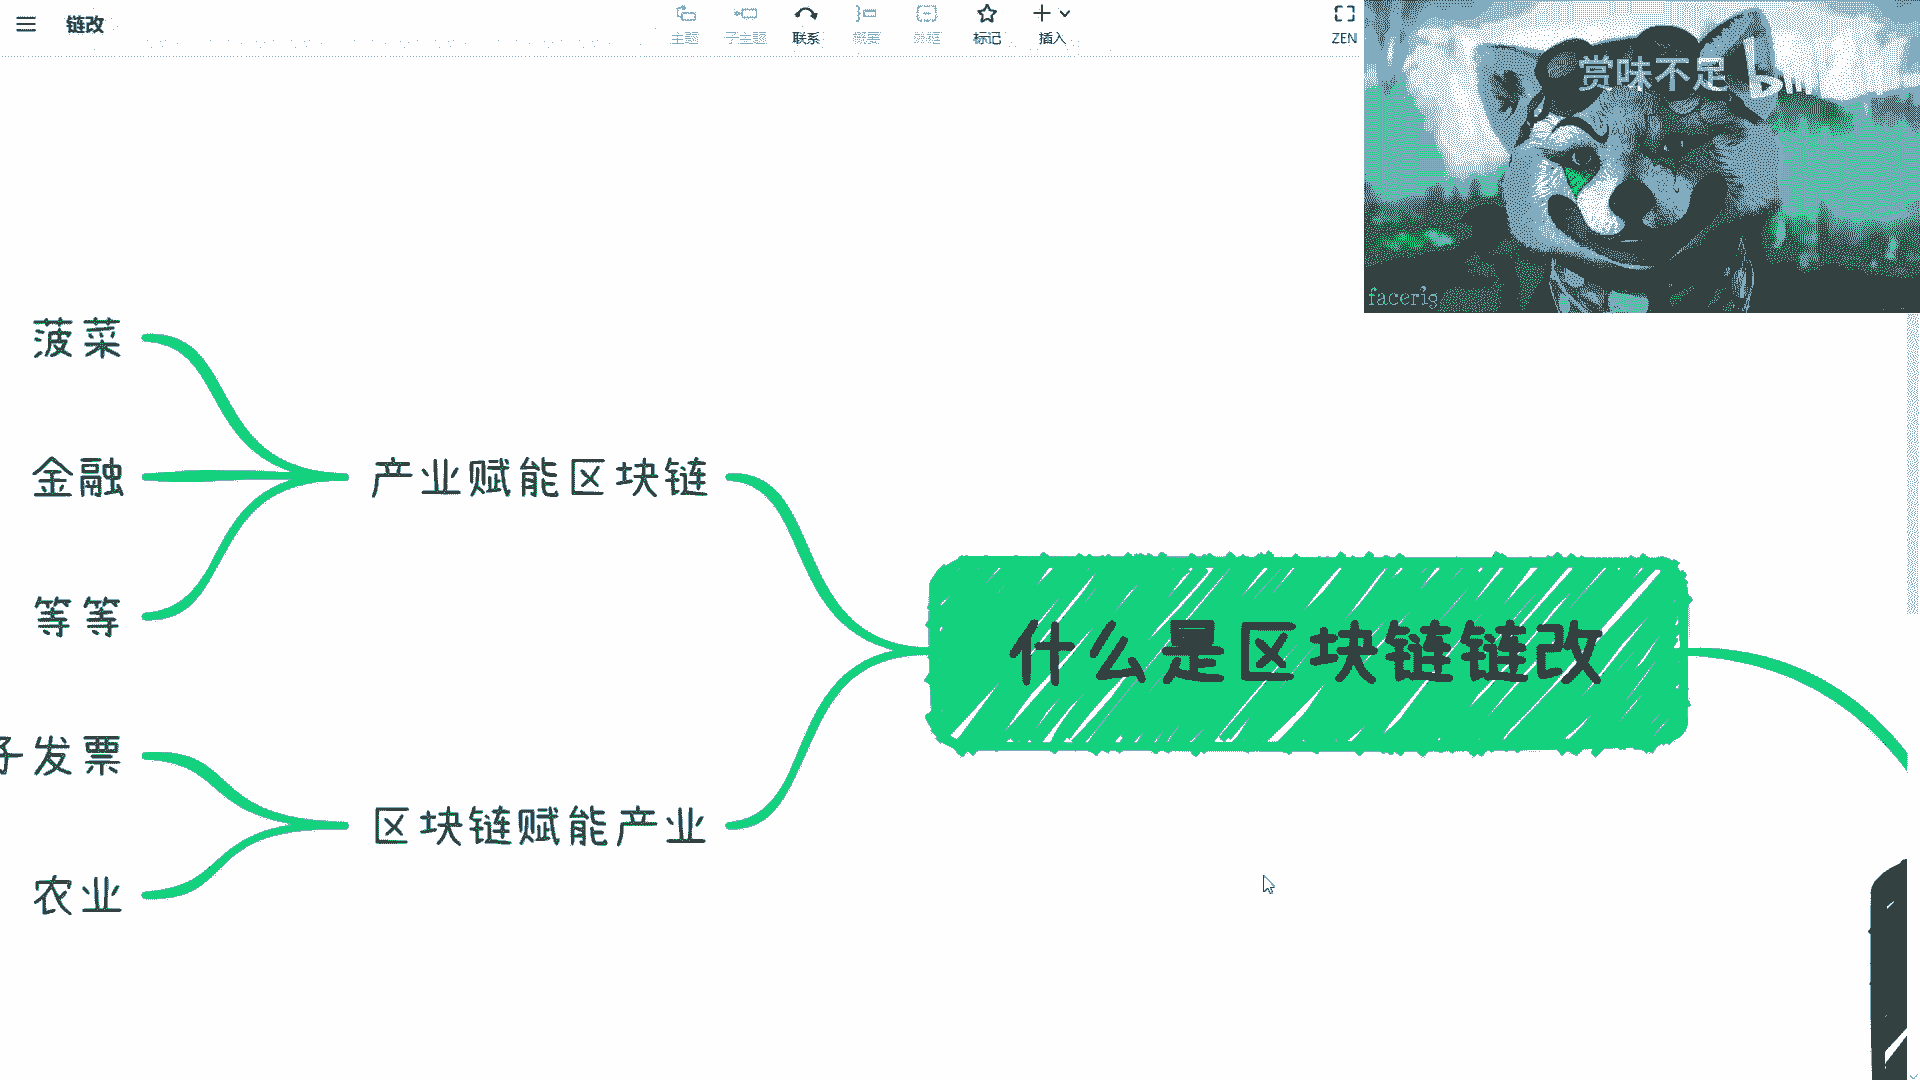 链改
主题
子主题
联系
概要
外框
标记
插入
ZEN
赏味不足
facerig
菠菜
金融
等等
产业赋能区块链
什么是区块链链改
子发票
农业
区块链赋能产业